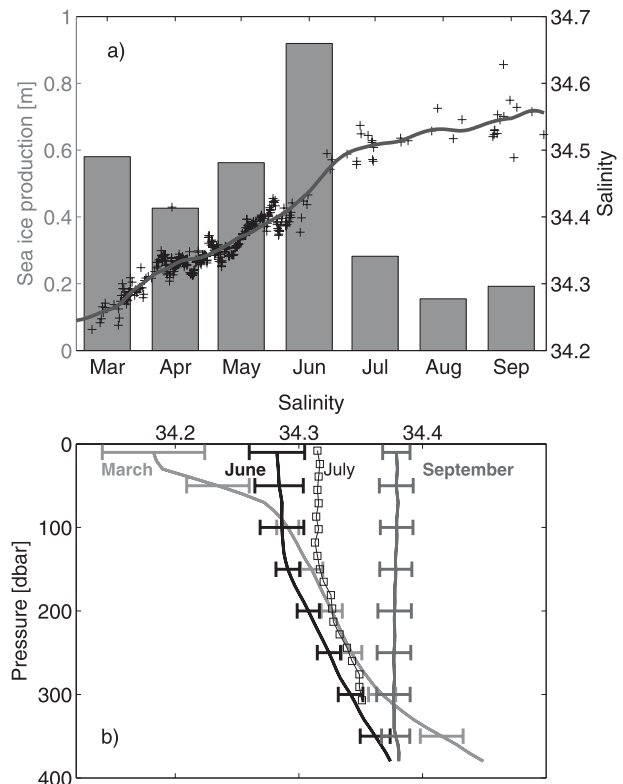 1
34.7
a)
0.8
34.6
0.6
34.5
0.4
34.4
0.2
34.3
0
34.2
Sea ice production [m]
Salinity
Mar Apr May Jun Jul Aug Sep
Salinity
34.2 34.3 34.4
0
March June July September
100
200
300
400
b)
Pressure [dbar]